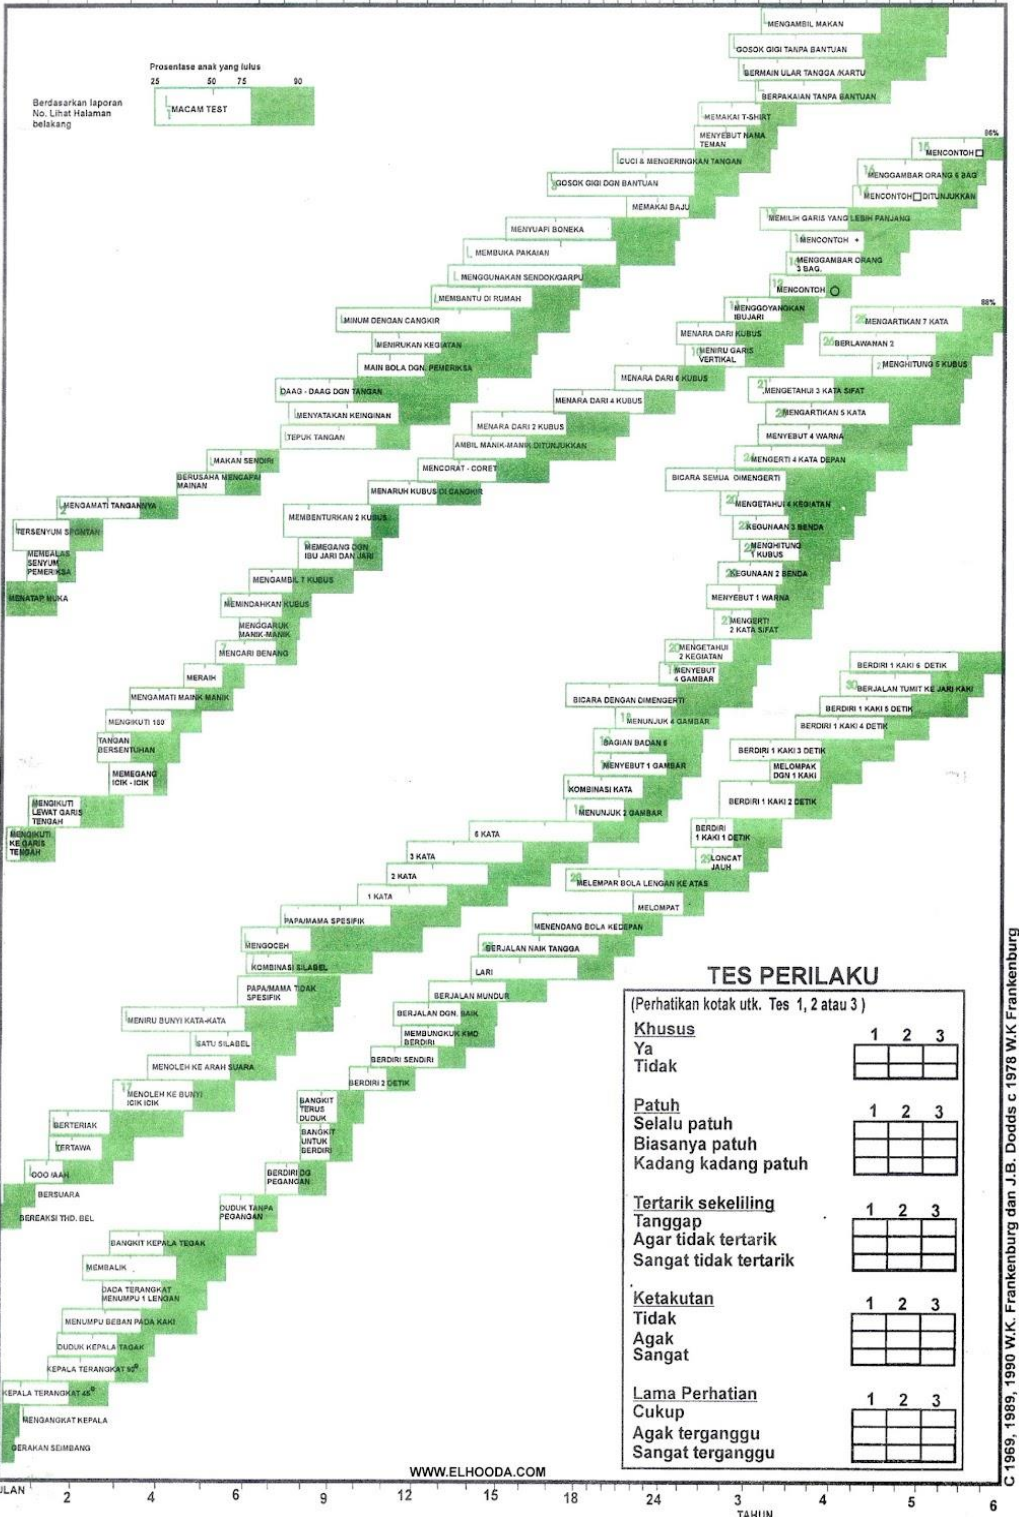 Prosentase anak yang lulus
25 50 75 90
MACAM TEST
Berdasarkan laporan
No. Lihat Halaman
belakang
MENGAMBIL MAKAN
GOSOK GIGI TANPA BANTUAN
BERMAIN ULAR TANGGA /KARTU
BERPAKAIAN TANPA BANTUAN
MEMAKAI T-SHIRT
MENYEBUT NAMA
TEMAN
CUCI & MENGERINGKAN TANGAN
GOSOK GIGI DGN BANTUAN
MEMAKAI BAJU
MENYUAPI BONEKA
MEMBUKA PAKAIAN
MENGGUNAKAN SENDOK/GARPU
MEMBANTU DI RUMAH
MINUM DENGAN CANGKIR
MENIRUKAN KEGIATAN
MAIN BOLA DGN. PEMERIKSA
DAAG - DAAG DGN TANGAN
MENYATAKAN KEINGINAN
TEPUK TANGAN
MAKAN SENDIRI
BERUSAHA MENCAPAI
MAINAN
MENGAMATI TANGANNYA
TERSENYUM SPONTAN
MEMBALAS
SENYUM
PEMERIKSA
MENATAP MUKA
86%
MENCONTOH □
MENGGAMBAR ORANG 6 BAG
MENCONTOH □ DITUNJUKKAN
MEMILIH GARIS YANG LEBIH PANJANG
MENCONTOH +
MENGGAMBAR ORANG
3 BAG.
MENCONTOH ○
MENGGOYANGKAN
IBUJARI
MENARA DARI KUBUS
MENIRU GARIS
VERTIKAL
MENARA DARI 6 KUBUS
MENARA DARI 4 KUBUS
MENARA DARI 2 KUBUS
AMBIL MANIK-MANIK DITUNJUKKAN
MENCORAT - CORET
MENARUH KUBUS DI CANGKIR
MEMBENTURKAN 2 KUBUS
MEMEGANG DGN
IBU JARI DAN JARI
MENGAMBIL 7 KUBUS
MEMINDAHKAN KUBUS
MENGGARUK
MANIK-MANIK
MENCARI BENANG
MERAIH
MENGAMATI MAINK MANIK
MENGIKUTI 180
TANGAN
BERSENTUHAN
MEMEGANG
ICIK - ICIK
MENGIKUTI
LEWAT GARIS
TENGAH
MENGIKUTI
KE GARIS
TENGAH
88%
MENGARTIKAN 7 KATA
BERLAWANAN 2
MENGHITUNG 5 KUBUS
MENGETAHUI 3 KATA SIFAT
MENGARTIKAN 5 KATA
MENYEBUT 4 WARNA
MENGERTI 4 KATA DEPAN
BICARA SEMUA DIMENGERTI
MENGETAHUI 4 KEGIATAN
KEGUNAAN 3 BENDA
MENGHITUNG
1 KUBUS
KEGUNAAN 2 BENDA
MENYEBUT 1 WARNA
MENGERTI
2 KATA SIFAT
MENGETAHUI
2 KEGIATAN
MENYEBUT
4 GAMBAR
BICARA DENGAN DIMENGERTI
MENUNJUK 4 GAMBAR
BAGIAN BADAN 6
MENYEBUT 1 GAMBAR
KOMBINASI KATA
MENUNJUK 2 GAMBAR
6 KATA
3 KATA
2 KATA
1 KATA
PAPA/MAMA SPESIFIK
MENGOCEH
KOMBINASI SILABEL
PAPA/MAMA TIDAK
SPESIFIK
MENIRU BUNYI KATA-KATA
SATU SILABEL
MENOLEH KE ARAH SUARA
17
MENOLEH KE BUNYI
ICIK ICIK
BERTERIAK
TERTAWA
OOO /AAH
BERSUARA
BEREAKSI THD. BEL
BERDIRI 1 KAKI 6 DETIK
30 BERJALAN TUMIT KE JARI KAKI
BERDIRI 1 KAKI 5 DETIK
BERDIRI 1 KAKI 4 DETIK
BERDIRI 1 KAKI 3 DETIK
MELOMPAK
DGN 1 KAKI
BERDIRI 1 KAKI 2 DETIK
BERDIRI
1 KAKI 1 DETIK
29 LONCAT
JAUH
28
MELEMPAR BOLA LENGAN KE ATAS
MELOMPAT
MENENDANG BOLA KEDEPAN
BERJALAN NAIK TANGGA
LARI
BERJALAN MUNDUR
BERJALAN DGN. BAIK
MEMBUNGKUK KMD
BERDIRI
BERDIRI SENDIRI
BERDIRI 2 DETIK
BANGKIT
TERUS
DUDUK
BANGKIT
UNTUK
BERDIRI
BERDIRI DG
PEGANGAN
DUDUK TANPA
PEGANGAN
BANGKIT KEPALA TEGAK
MEMBALIK
DADA TERANGKAT
MENUMPU 1 LENGAN
MENUMPU BEBAN PADA KAKI
DUDUK KEPALA TAGAK
KEPALA TERANGKAT 90°
KEPALA TERANGKAT 45°
MENGANGKAT KEPALA
GERAKAN SEIMBANG
TES PERILAKU
(Perhatikan kotak utk. Tes 1, 2 atau 3 )
Khusus 1 2 3
Ya
Tidak
Patuh 1 2 3
Selalu patuh
Biasanya patuh
Kadang kadang patuh
Tertarik sekeliling 1 2 3
Tanggap
Agar tidak tertarik
Sangat tidak tertarik
Ketakutan 1 2 3
Tidak
Agak
Sangat
Lama Perhatian 1 2 3
Cukup
Agak terganggu
Sangat terganggu
C 1969, 1989, 1990 W.K. Frankenburg dan J.B. Dodds c 1978 W.K Frankenburg
WWW.ELHOODA.COM
2 4 6 9 12 15 18 24 3 4 5 6
TAHUN